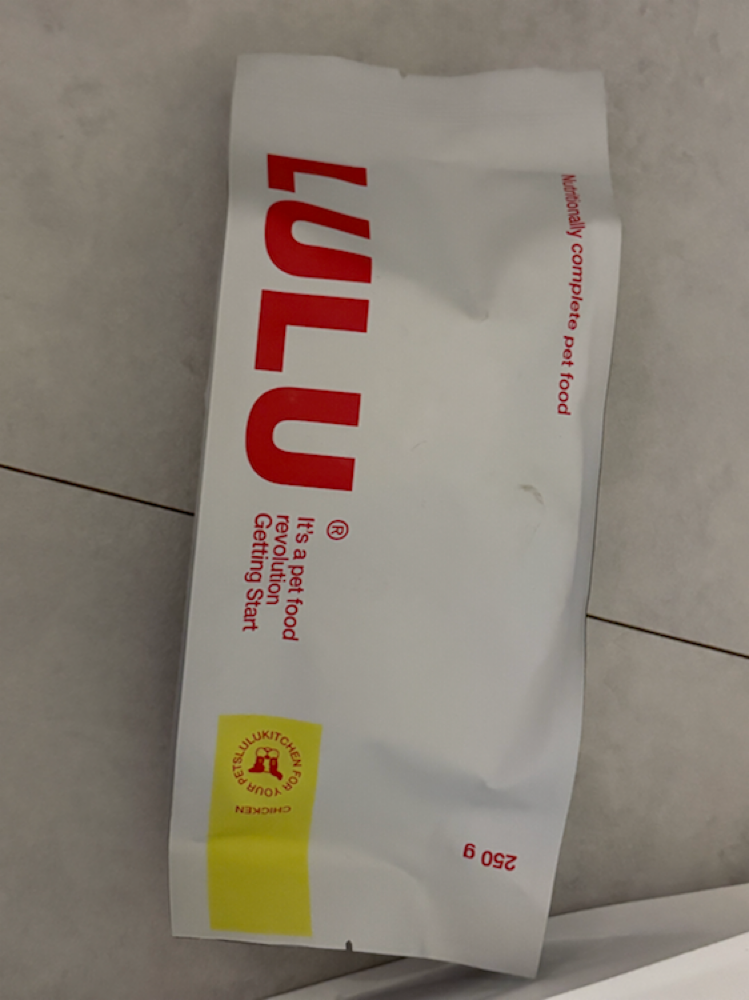 Nutritionally complete pet food
LULU®
It's a pet food
revolution
Getting Start
LULUKITCHEN FOR YOUR PETS
CHICKEN
250 g